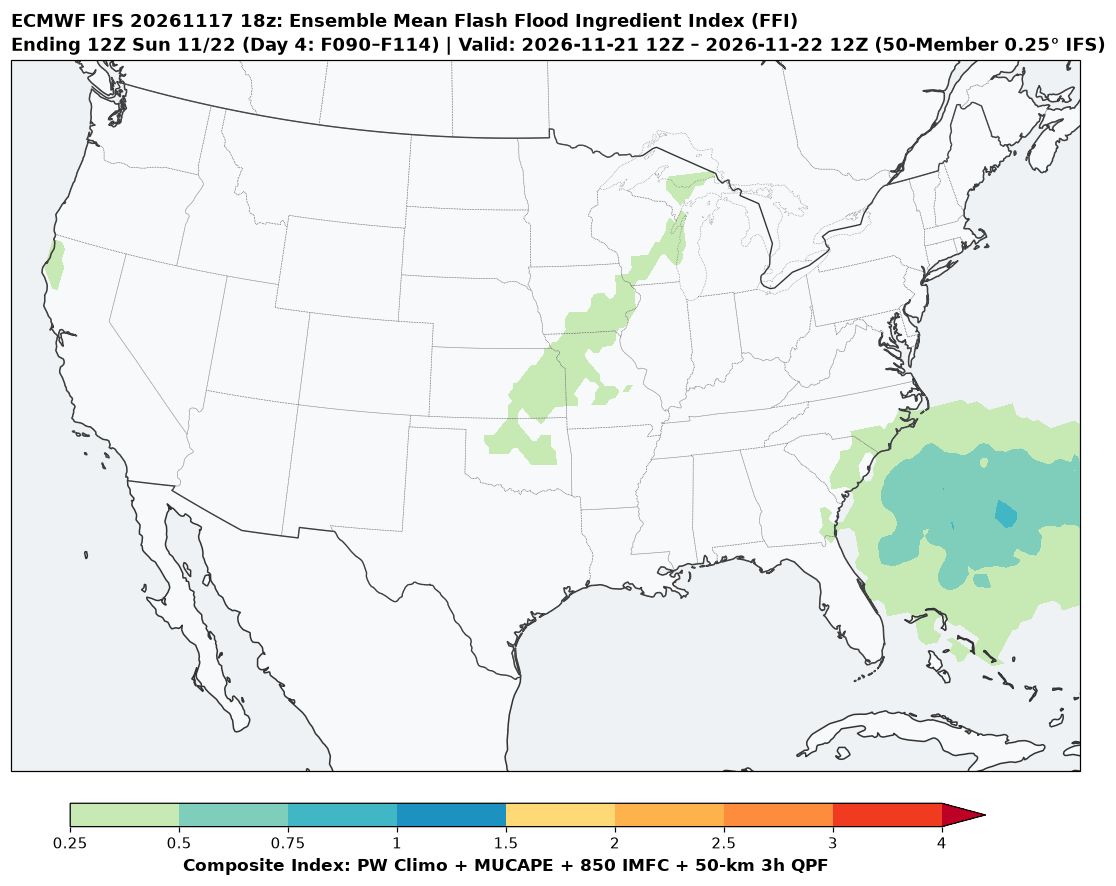 ECMWF IFS 20261117 18z: Ensemble Mean Flash Flood Ingredient Index (FFI)
Ending 12Z Sun 11/22 (Day 4: F090–F114) | Valid: 2026-11-21 12Z – 2026-11-22 12Z (50-Member 0.25° IFS)
0.25 0.5 0.75 1 1.5 2 2.5 3 4
Composite Index: PW Climo + MUCAPE + 850 IMFC + 50-km 3h QPF